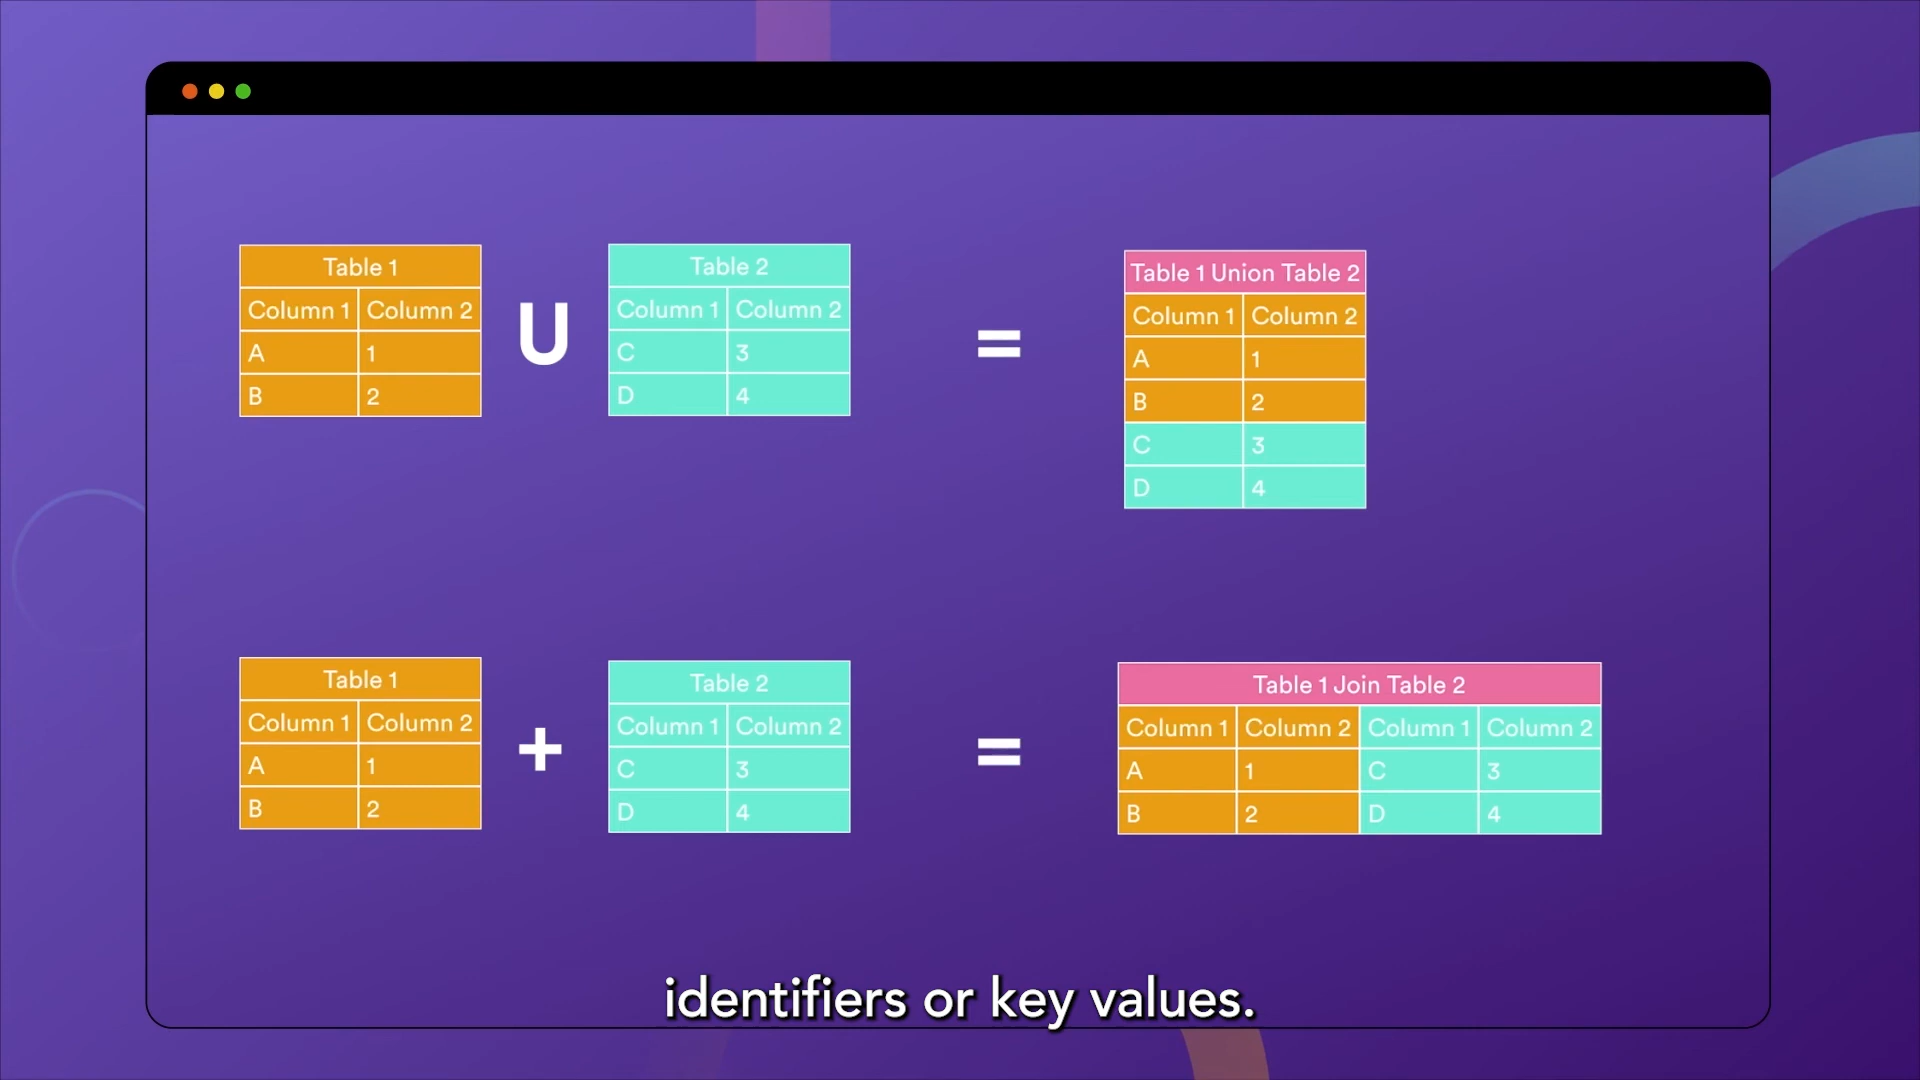 Table 1
Column 1 Column 2
A 1
B 2
U
Table 2
Column 1 Column 2
C 3
D 4
=
Table 1 Union Table 2
Column 1 Column 2
A 1
B 2
C 3
D 4
Table 1
Column 1 Column 2
A 1
B 2
+
Table 2
Column 1 Column 2
C 3
D 4
=
Table 1 Join Table 2
Column 1 Column 2 Column 1 Column 2
A 1 C 3
B 2 D 4
identifiers or key values.